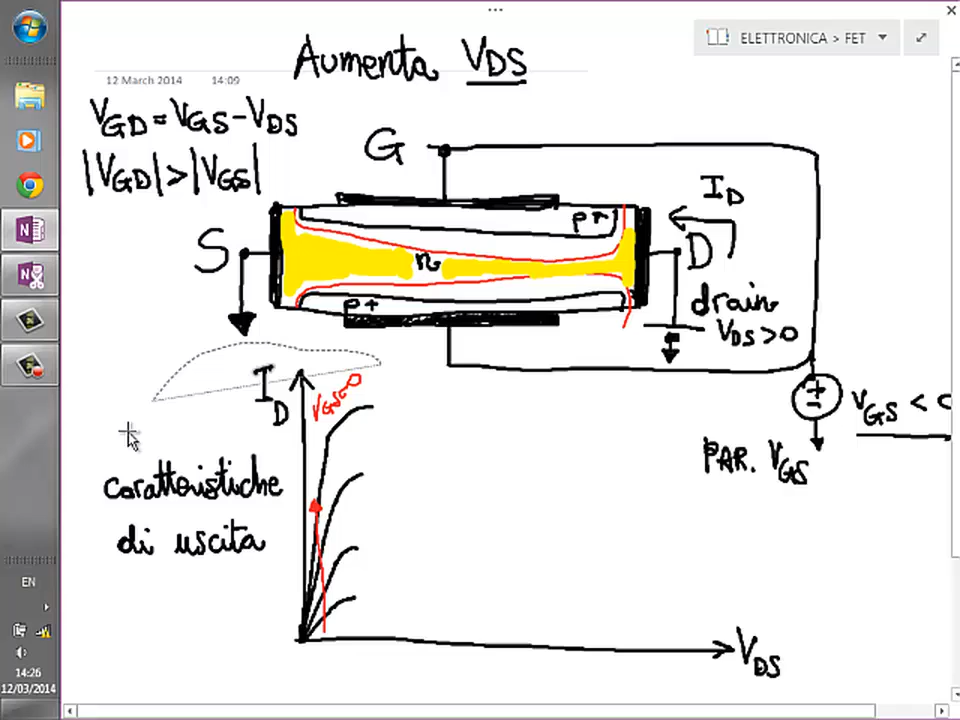 ELETTRONICA > FET
Aumenta VDS
12 March 2014 14:09
VGD = VGS - VDS
|VGD| > |VGS|
G
ID
p+
S
n
D
p+
drain
VDS > 0
+
-
VGS <
PAR. VGS
ID
VGS=0
caratteristiche
di uscita
VDS
EN
14:26
12/03/2014